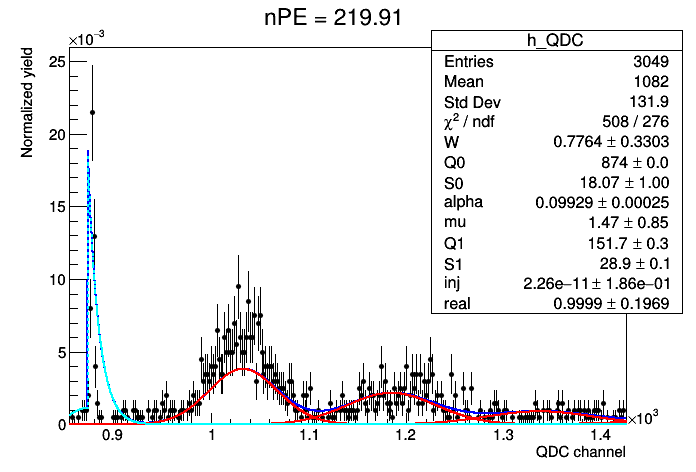 nPE = 219.91
×10⁻³
h_QDC
Entries 3049
Mean 1082
Std Dev 131.9
χ² / ndf 508 / 276
W 0.7764 ± 0.3303
Q0 874 ± 0.0
S0 18.07 ± 1.00
alpha 0.09929 ± 0.00025
mu 1.47 ± 0.85
Q1 151.7 ± 0.3
S1 28.9 ± 0.1
inj 2.26e−11 ± 1.86e−01
real 0.9999 ± 0.1969
Normalized yield
25
20
15
10
5
0
0.9 1 1.1 1.2 1.3 1.4 ×10³
QDC channel